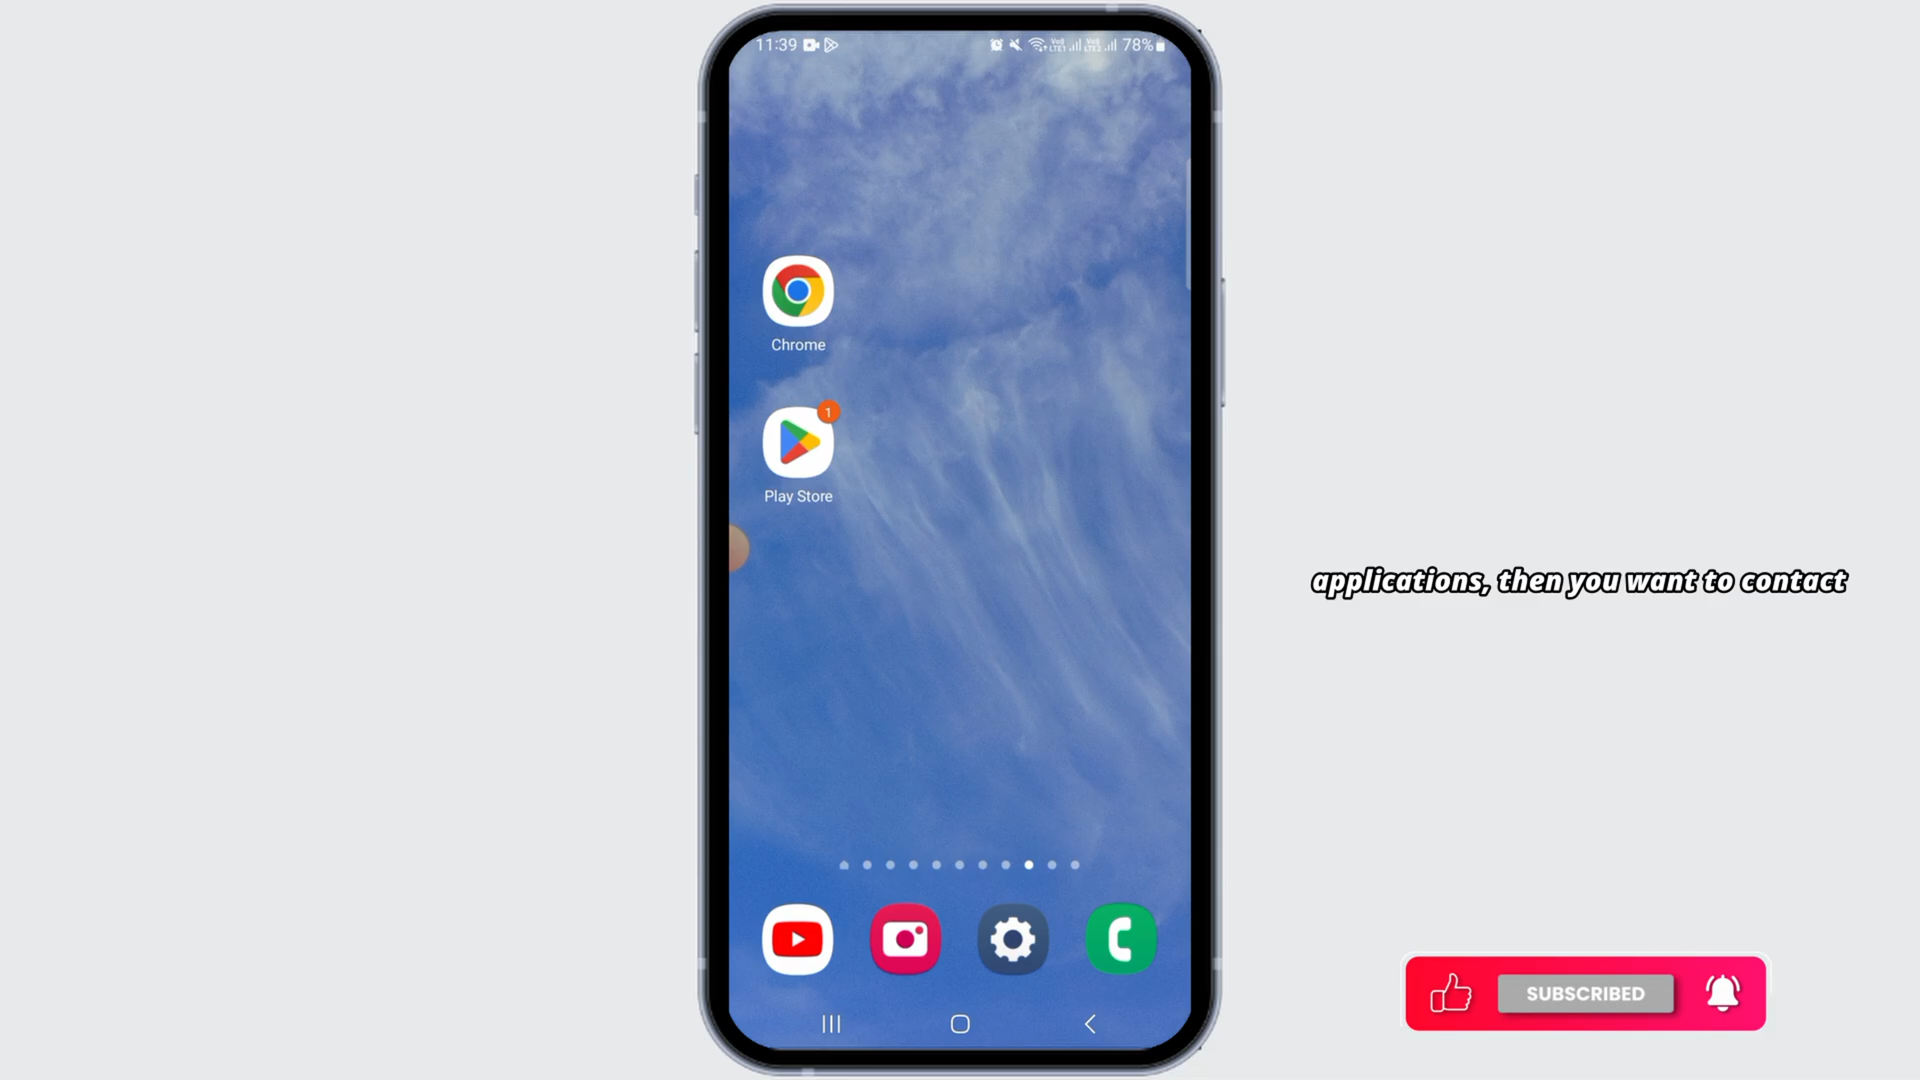 11:39
78%
Chrome
1
Play Store
applications, then you want to contact
SUBSCRIBED